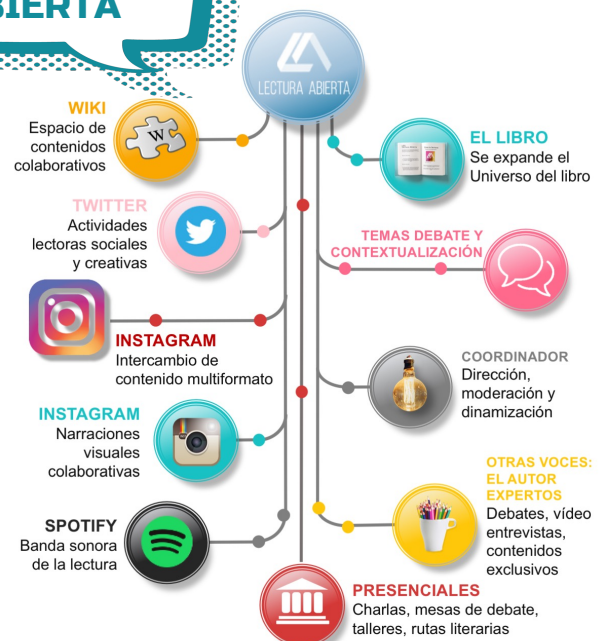 BIERTA
LECTURA ABIERTA
WIKI
Espacio de
contenidos
colaborativos
W
EL LIBRO
Se expande el
Universo del libro
TWITTER
Actividades
lectoras sociales
y creativas
TEMAS DEBATE Y
CONTEXTUALIZACIÓN
INSTAGRAM
Intercambio de
contenido multiformato
COORDINADOR
Dirección,
moderación y
dinamización
INSTAGRAM
Narraciones
visuales
colaborativas
OTRAS VOCES:
EL AUTOR
EXPERTOS
Debates, vídeo
entrevistas,
contenidos
exclusivos
SPOTIFY
Banda sonora
de la lectura
PRESENCIALES
Charlas, mesas de debate,
talleres, rutas literarias